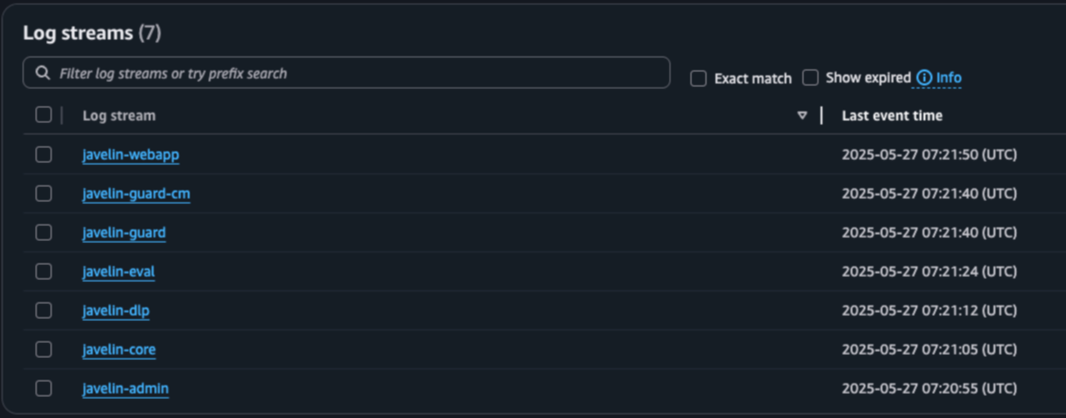 Log streams (7)
Filter log streams or try prefix search
Exact match Show expired Info
Log stream Last event time
javelin-webapp 2025-05-27 07:21:50 (UTC)
javelin-guard-cm 2025-05-27 07:21:40 (UTC)
javelin-guard 2025-05-27 07:21:40 (UTC)
javelin-eval 2025-05-27 07:21:24 (UTC)
javelin-dlp 2025-05-27 07:21:12 (UTC)
javelin-core 2025-05-27 07:21:05 (UTC)
javelin-admin 2025-05-27 07:20:55 (UTC)